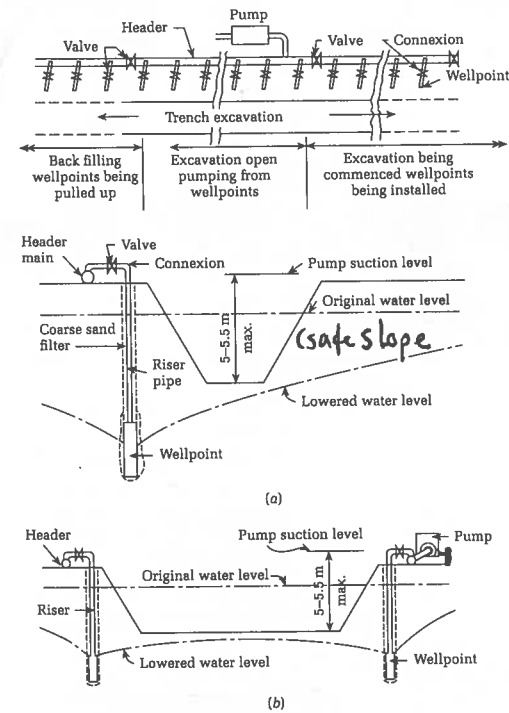 Pump
Header
Valve
Valve
Connexion
Wellpoint
Trench excavation
Back filling
wellpoints being
pulled up
Excavation open
pumping from
wellpoints
Excavation being
commenced wellpoints
being installed
Header
main
Valve
Connexion
Pump suction level
Original water level
Coarse sand
filter
Riser
pipe
5–5.5 m
max.
(safe slope
Lowered water level
Wellpoint
(a)
Header
Pump suction level
Pump
Original water level
5–5.5 m
max.
Riser
Lowered water level
Wellpoint
(b)